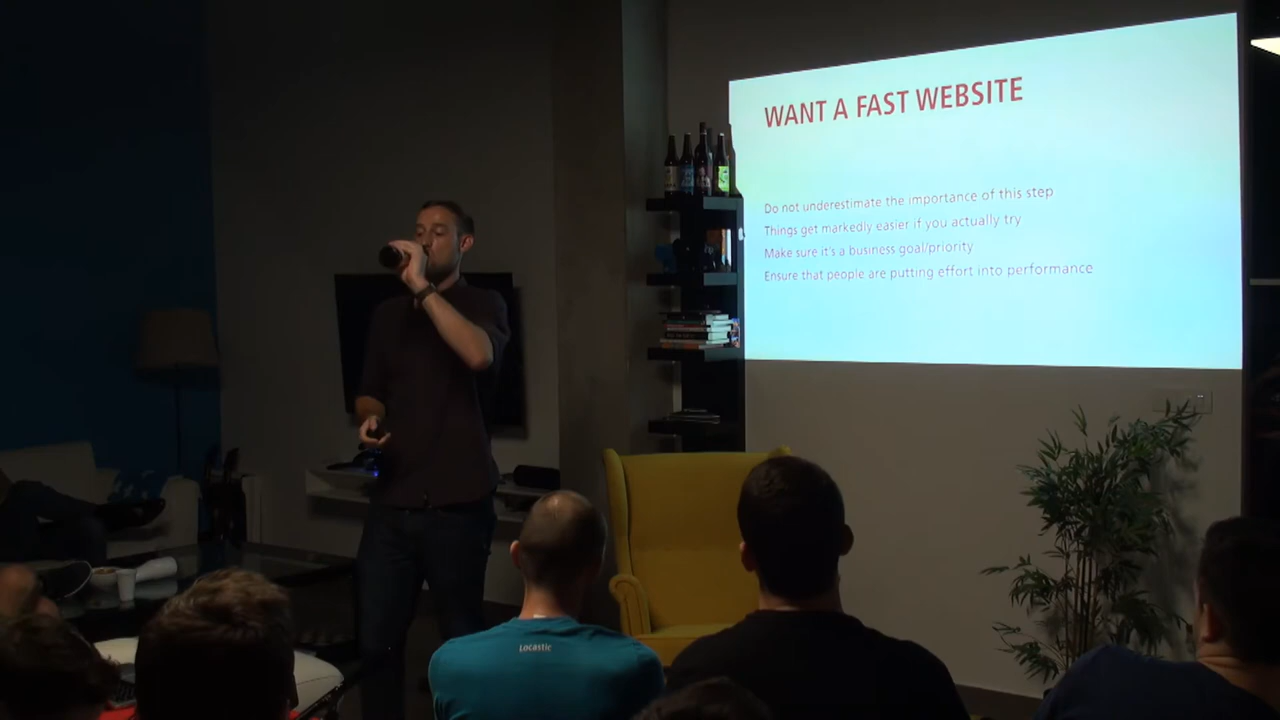 WANT A FAST WEBSITE
Do not underestimate the importance of this step
Things get markedly easier if you actually try
Make sure it's a business goal/priority
Ensure that people are putting effort into performance
Locastic